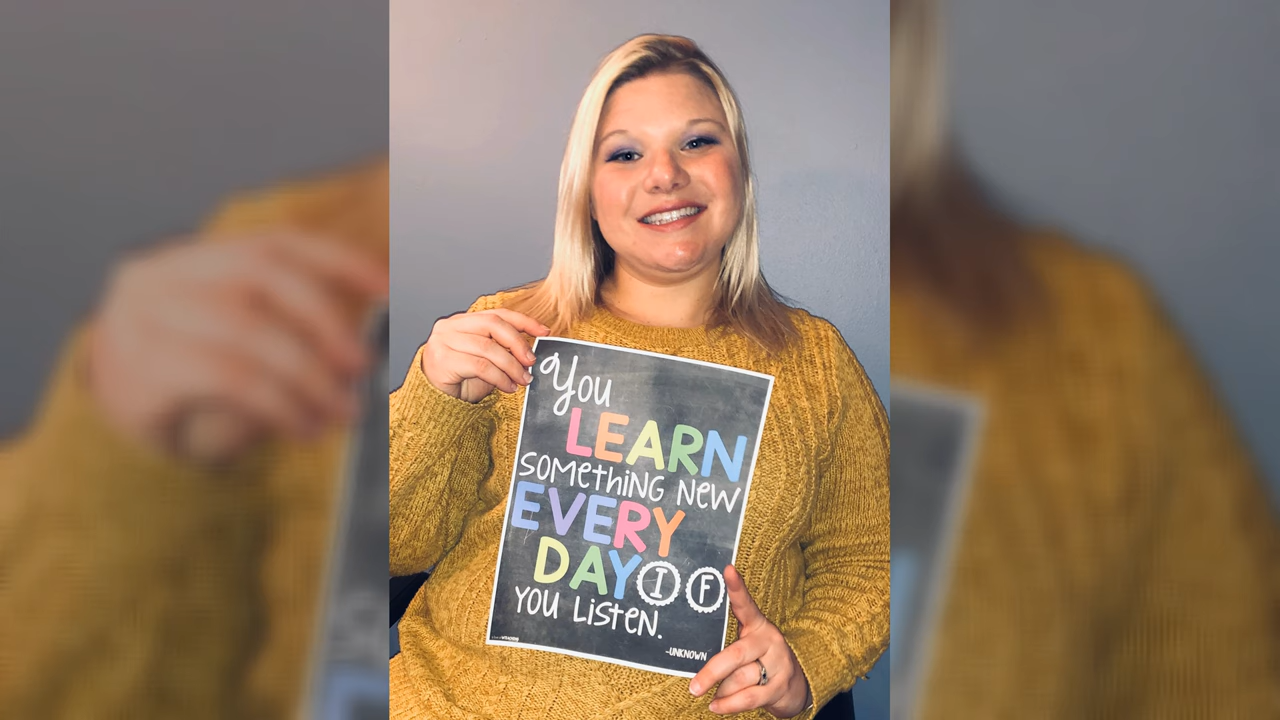 You
LEARN
SOMETHING NEW
EVERY
DAY IF
YOU LISTEN.
-UNKNOWN